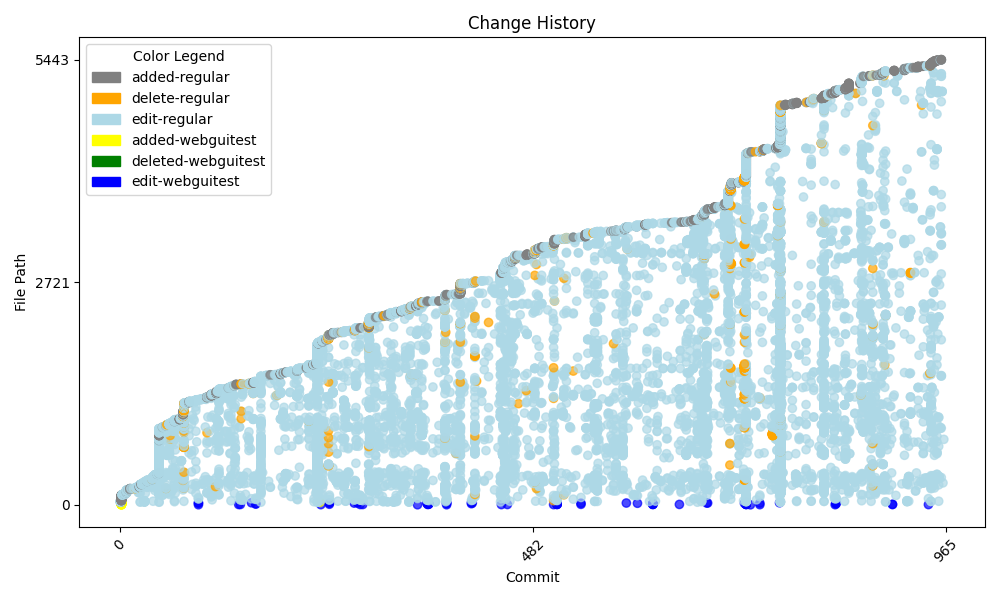 Change History
Color Legend
added-regular
delete-regular
edit-regular
added-webguitest
deleted-webguitest
edit-webguitest
5443
2721
0
File Path
0
482
965
Commit